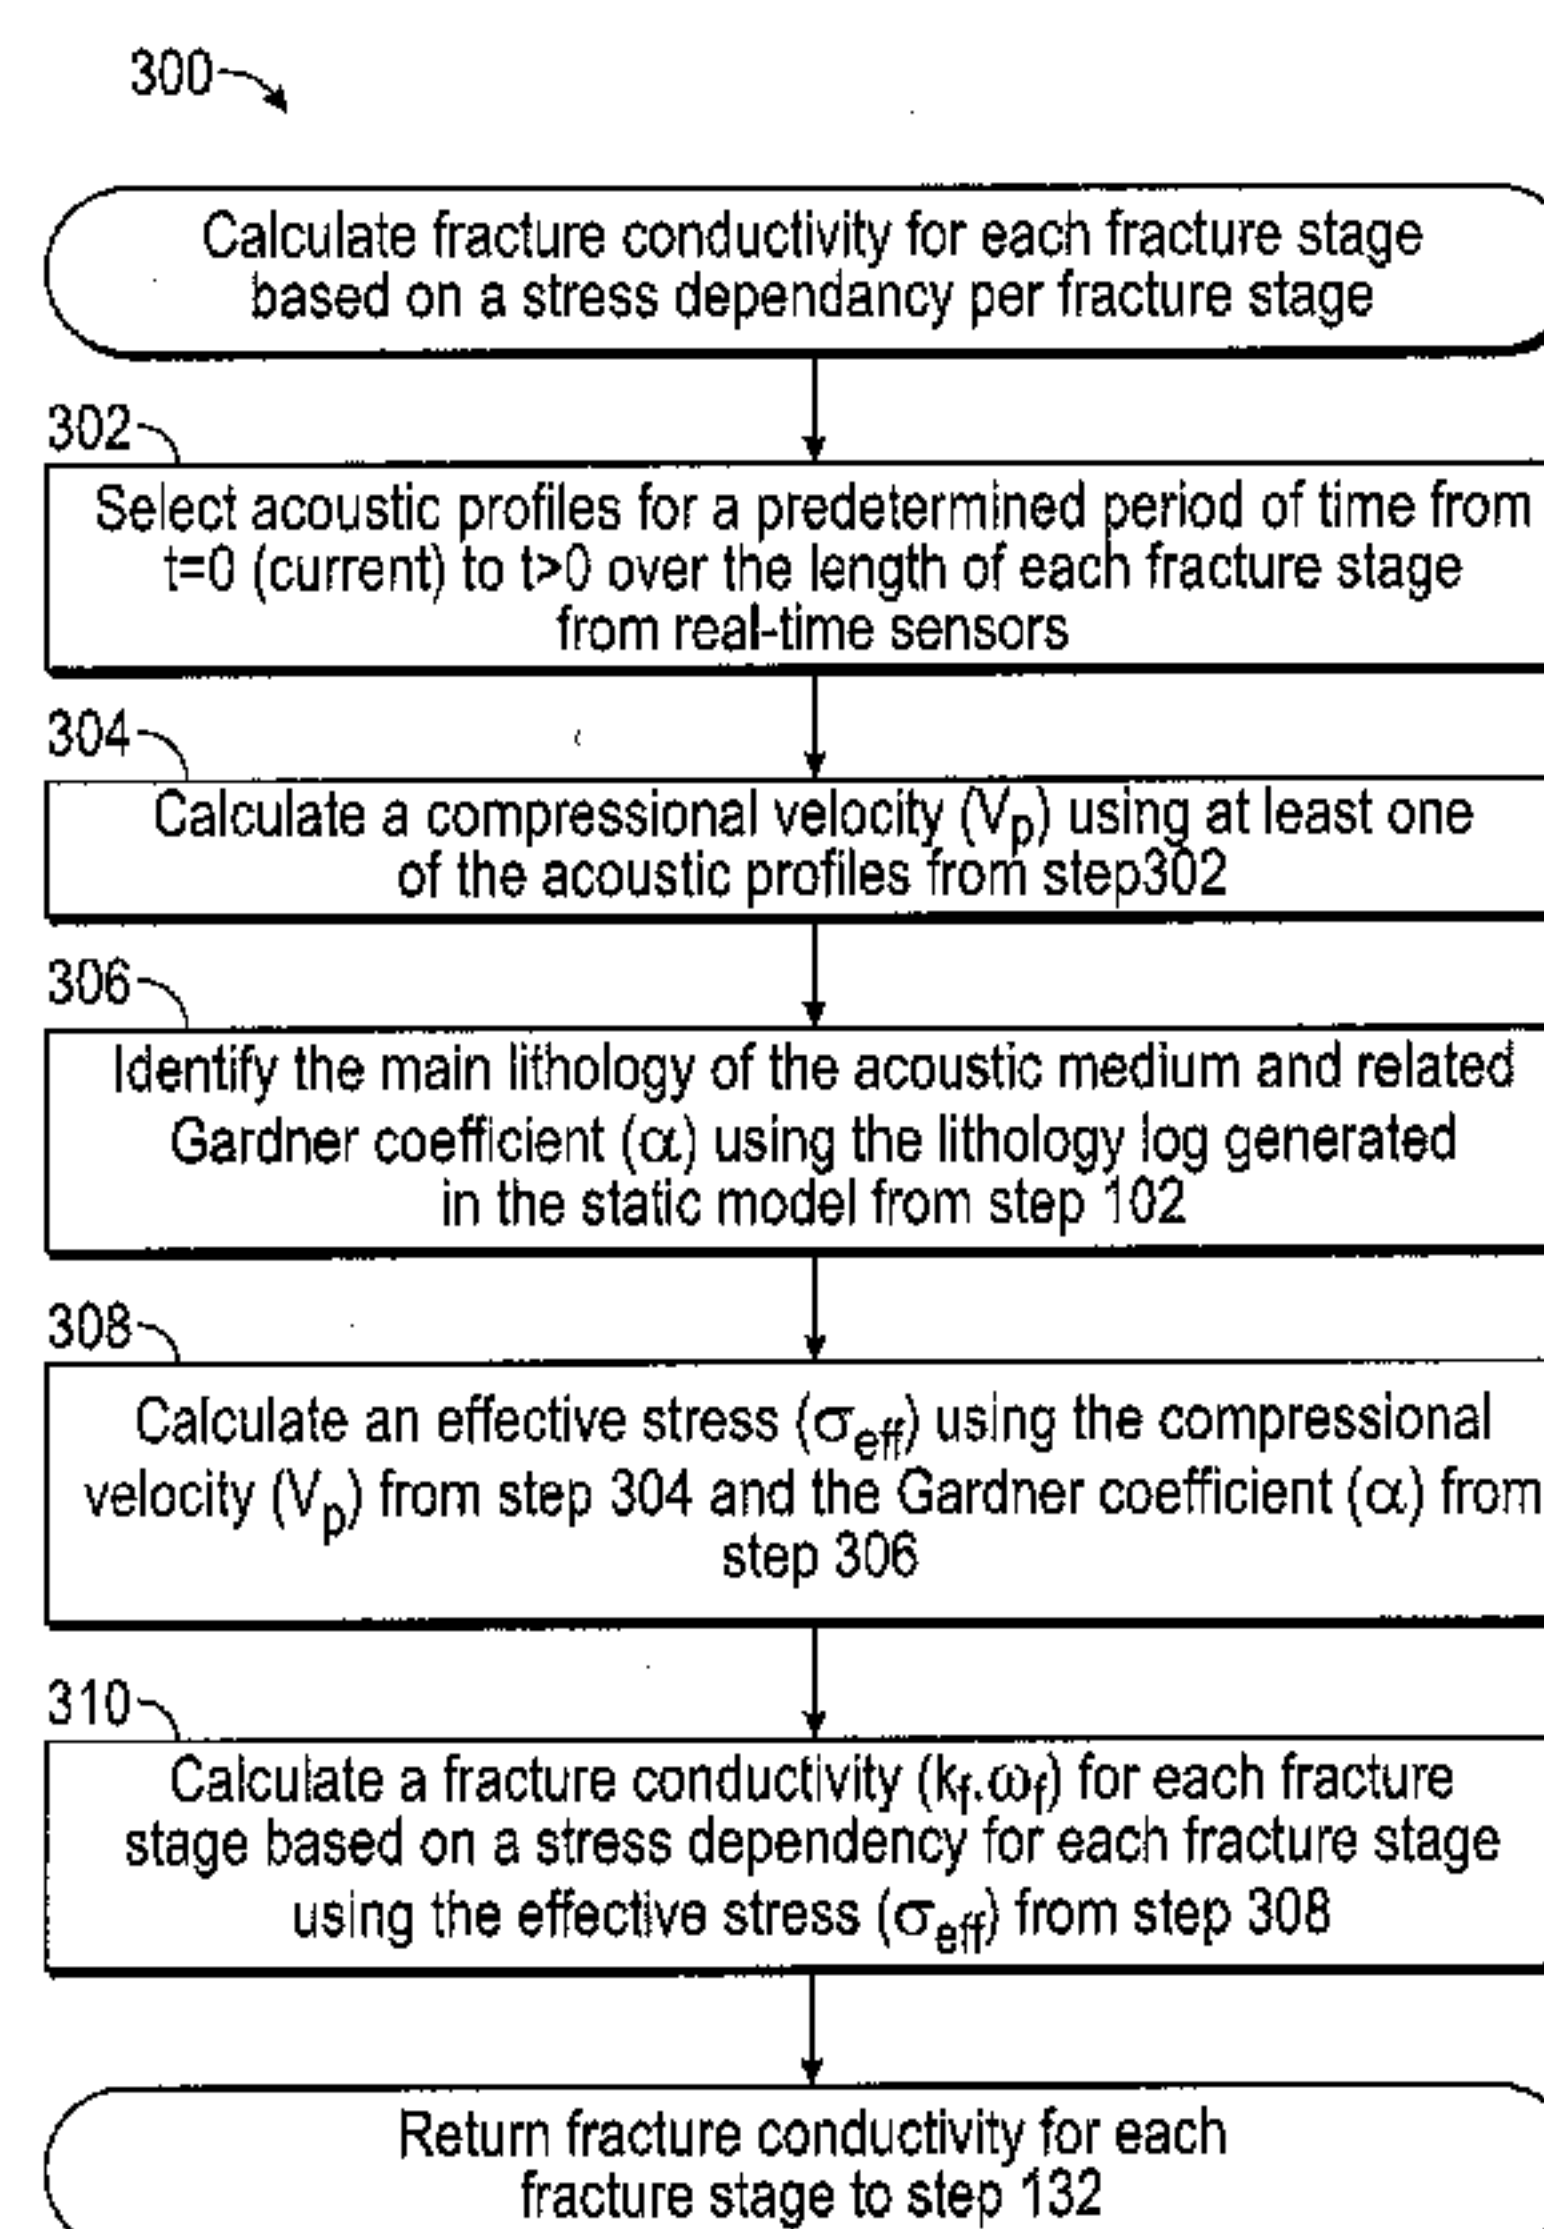 300
Calculate fracture conductivity for each fracture stage
based on a stress dependancy per fracture stage
302
Select acoustic profiles for a predetermined period of time from
t=0 (current) to t>0 over the length of each fracture stage
from real-time sensors
304
Calculate a compressional velocity (Vp) using at least one
of the acoustic profiles from step302
306
Identify the main lithology of the acoustic medium and related
Gardner coefficient (α) using the lithology log generated
in the static model from step 102
308
Calculate an effective stress (σeff) using the compressional
velocity (Vp) from step 304 and the Gardner coefficient (α) from
step 306
310
Calculate a fracture conductivity (kf.ωf) for each fracture
stage based on a stress dependency for each fracture stage
using the effective stress (σeff) from step 308
Return fracture conductivity for each
fracture stage to step 132